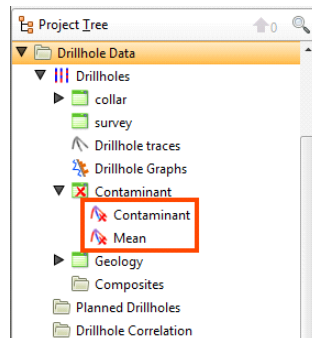 Project Tree 0
Drillhole Data
Drillholes
collar
survey
Drillhole traces
Drillhole Graphs
Contaminant
Contaminant
Mean
Geology
Composites
Planned Drillholes
Drillhole Correlation